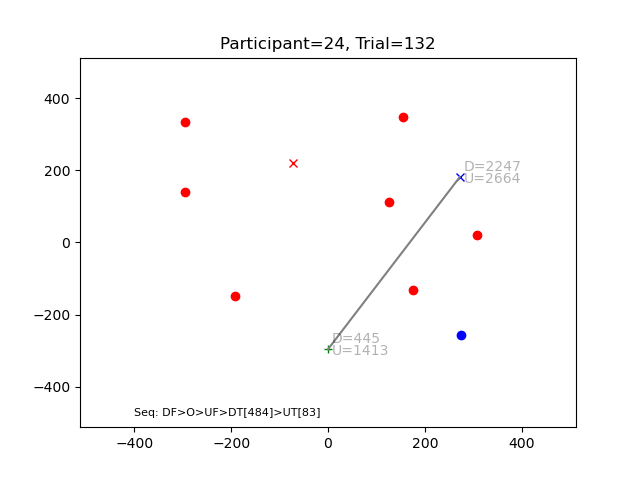 Participant=24, Trial=132
400
200
0
−200
−400
D=2247
U=2664
D=445
U=1413
Seq: DF>O>UF>DT[484]>UT[83]
−400
−200
0
200
400